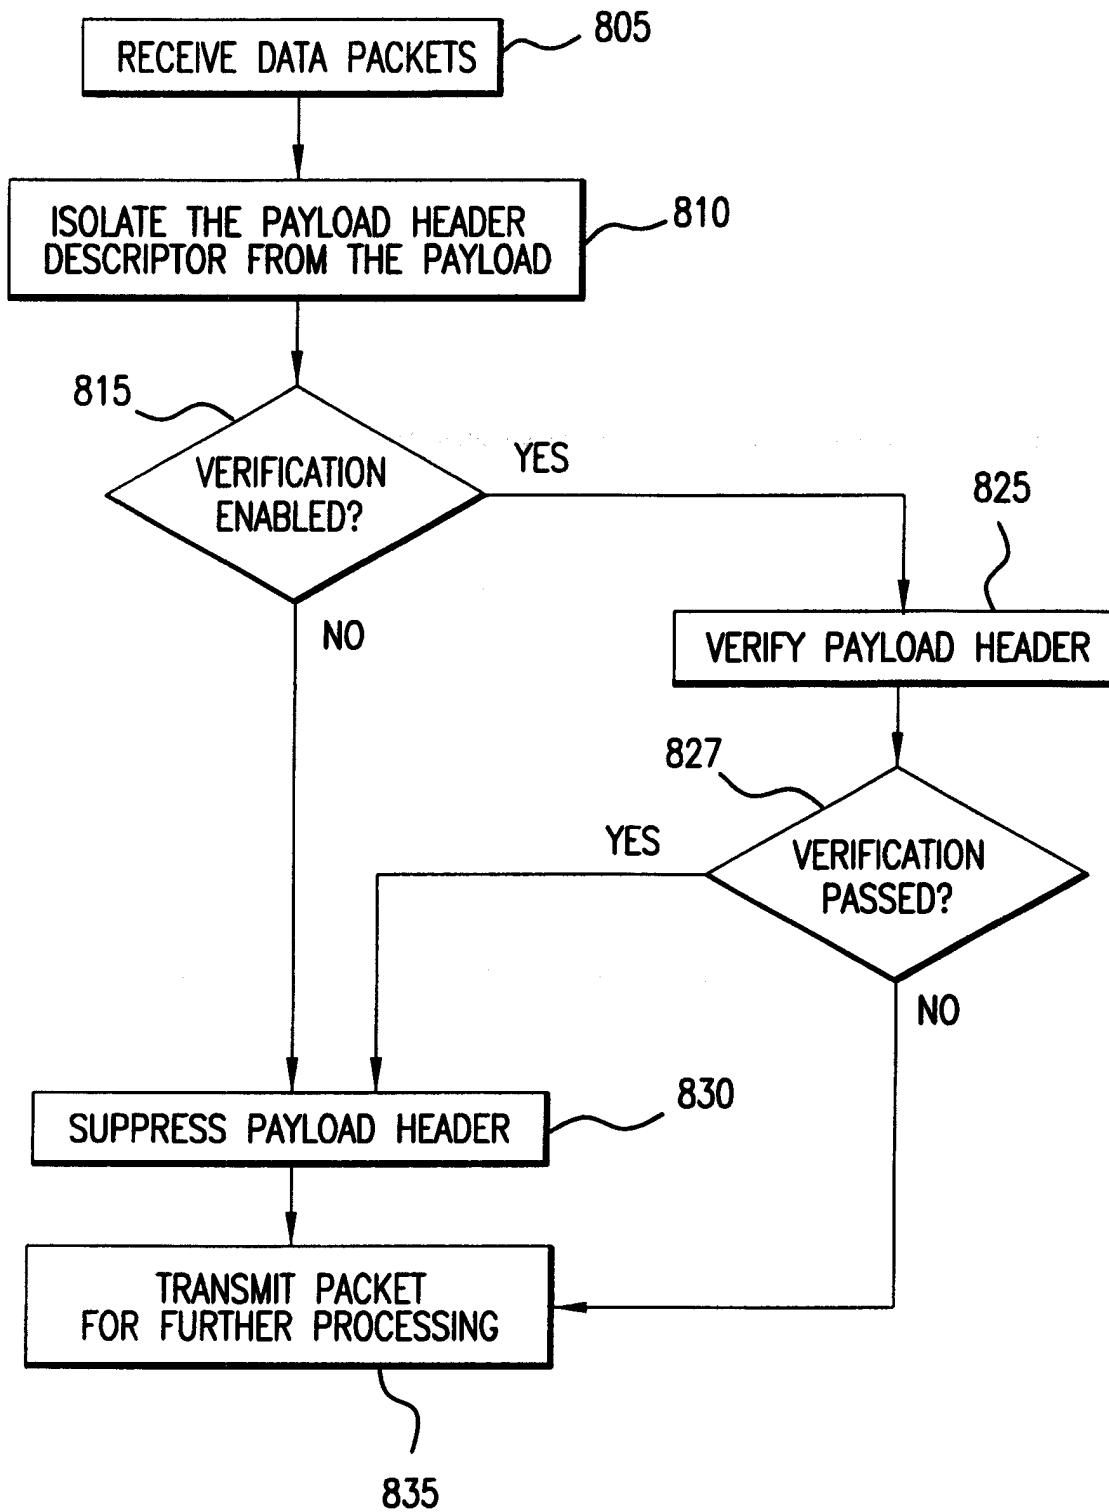 RECEIVE DATA PACKETS
805
ISOLATE THE PAYLOAD HEADER
DESCRIPTOR FROM THE PAYLOAD
810
815
VERIFICATION
ENABLED?
YES
NO
825
VERIFY PAYLOAD HEADER
827
VERIFICATION
PASSED?
YES
NO
SUPPRESS PAYLOAD HEADER
830
TRANSMIT PACKET
FOR FURTHER PROCESSING
835